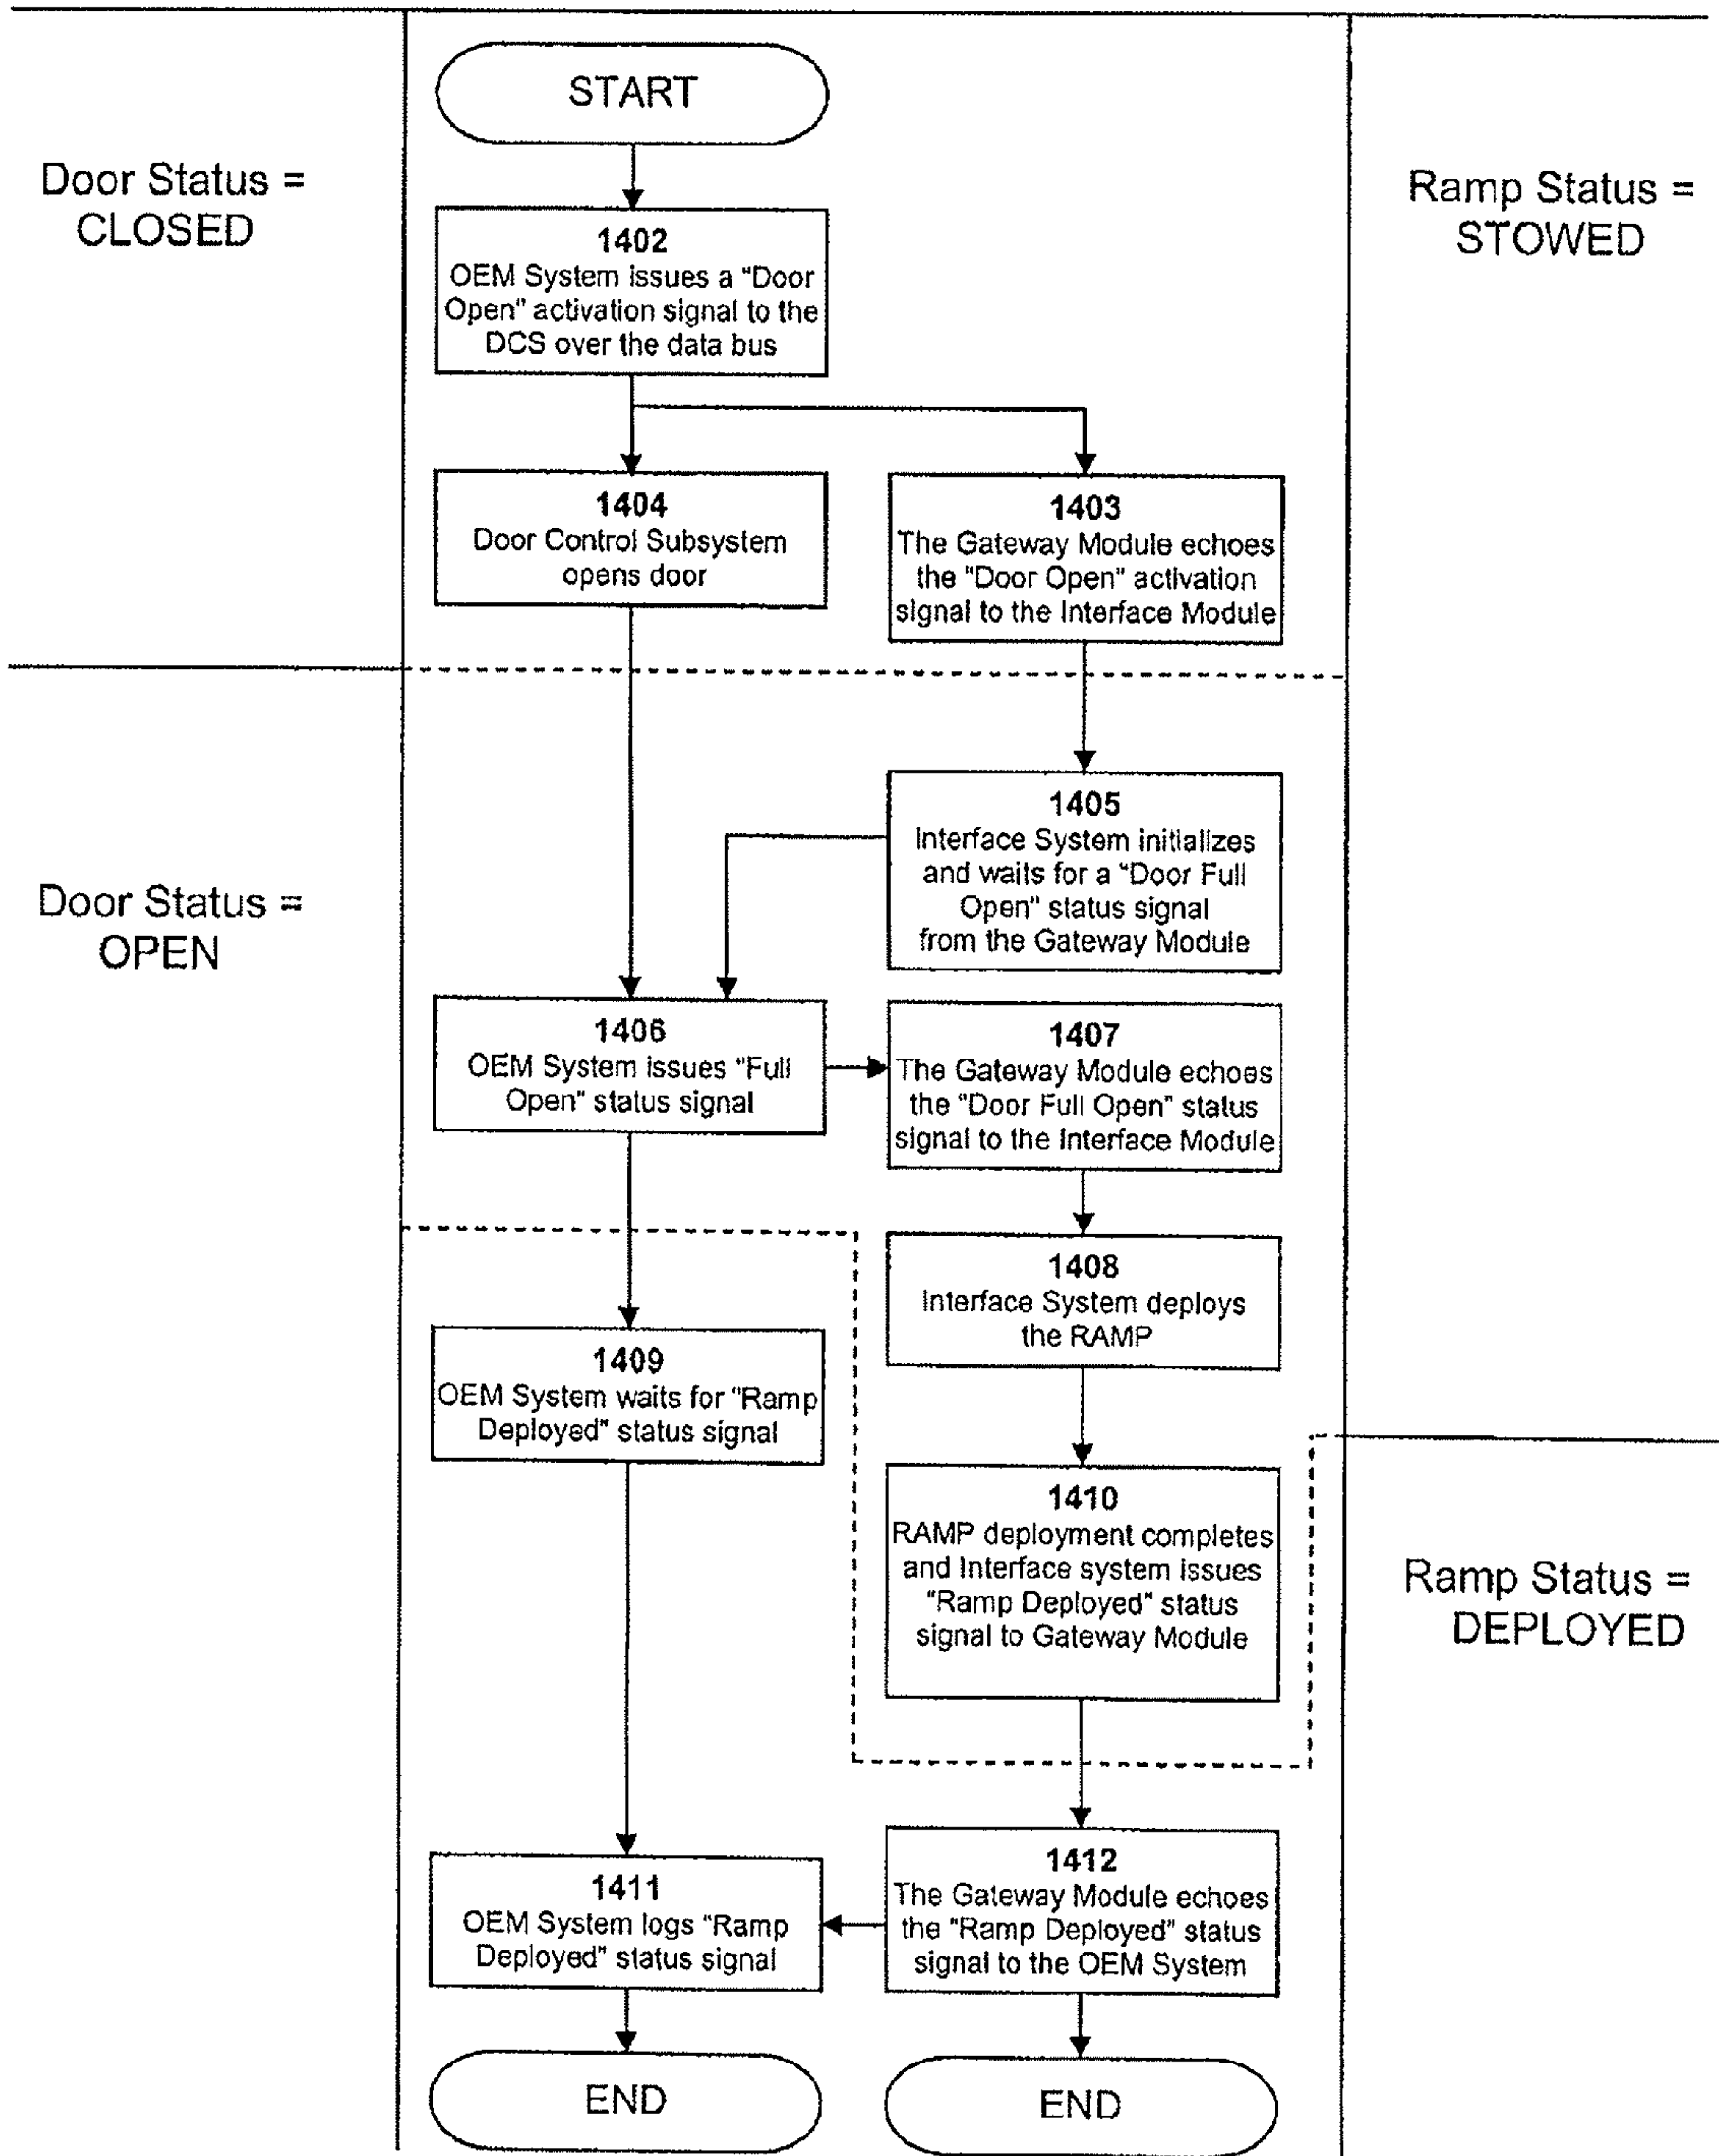 START
Door Status =
CLOSED
Ramp Status =
STOWED
1402
OEM System issues a "Door
Open" activation signal to the
DCS over the data bus
1404
Door Control Subsystem
opens door
1403
The Gateway Module echoes
the "Door Open" activation
signal to the Interface Module
1405
Interface System initializes
and waits for a "Door Full
Open" status signal
from the Gateway Module
Door Status =
OPEN
1406
OEM System issues "Full
Open" status signal
1407
The Gateway Module echoes
the "Door Full Open" status
signal to the Interface Module
1408
Interface System deploys
the RAMP
1409
OEM System waits for "Ramp
Deployed" status signal
1410
RAMP deployment completes
and Interface system issues
"Ramp Deployed" status
signal to Gateway Module
Ramp Status =
DEPLOYED
1411
OEM System logs "Ramp
Deployed" status signal
1412
The Gateway Module echoes
the "Ramp Deployed" status
signal to the OEM System
END
END